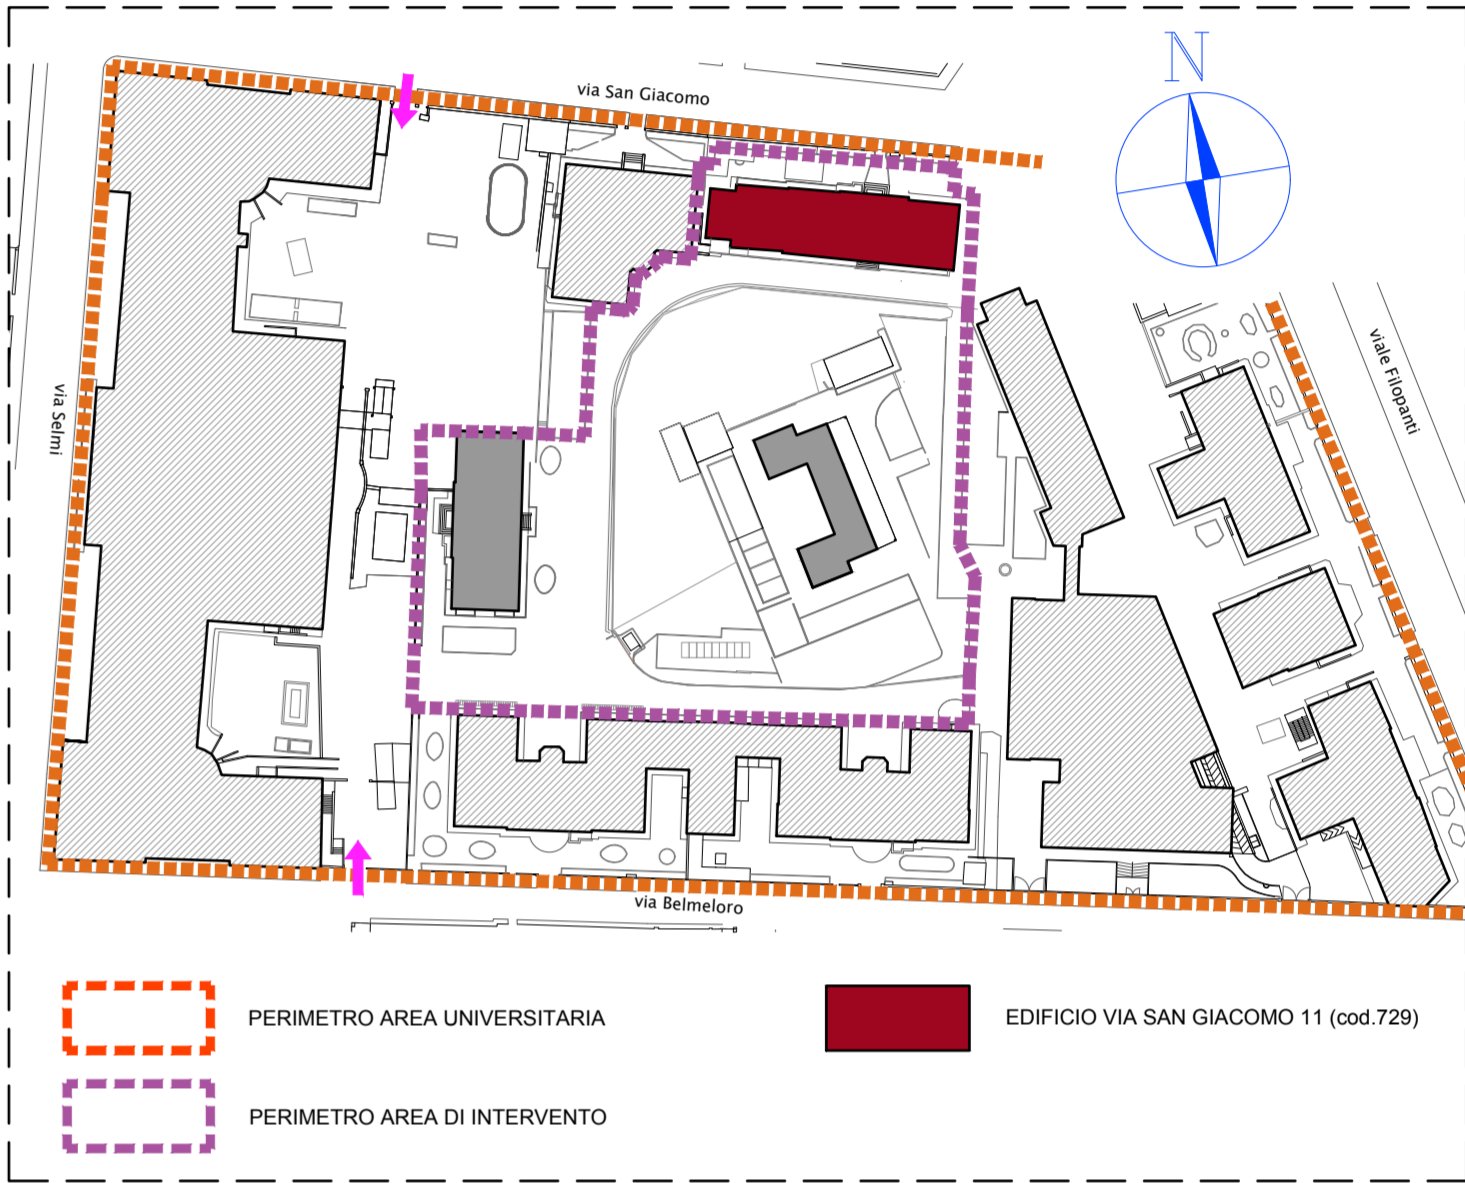 N
via San Giacomo
viale Filopanti
via Selmi
via Belmeloro
PERIMETRO AREA UNIVERSITARIA
EDIFICIO VIA SAN GIACOMO 11 (cod.729)
PERIMETRO AREA DI INTERVENTO